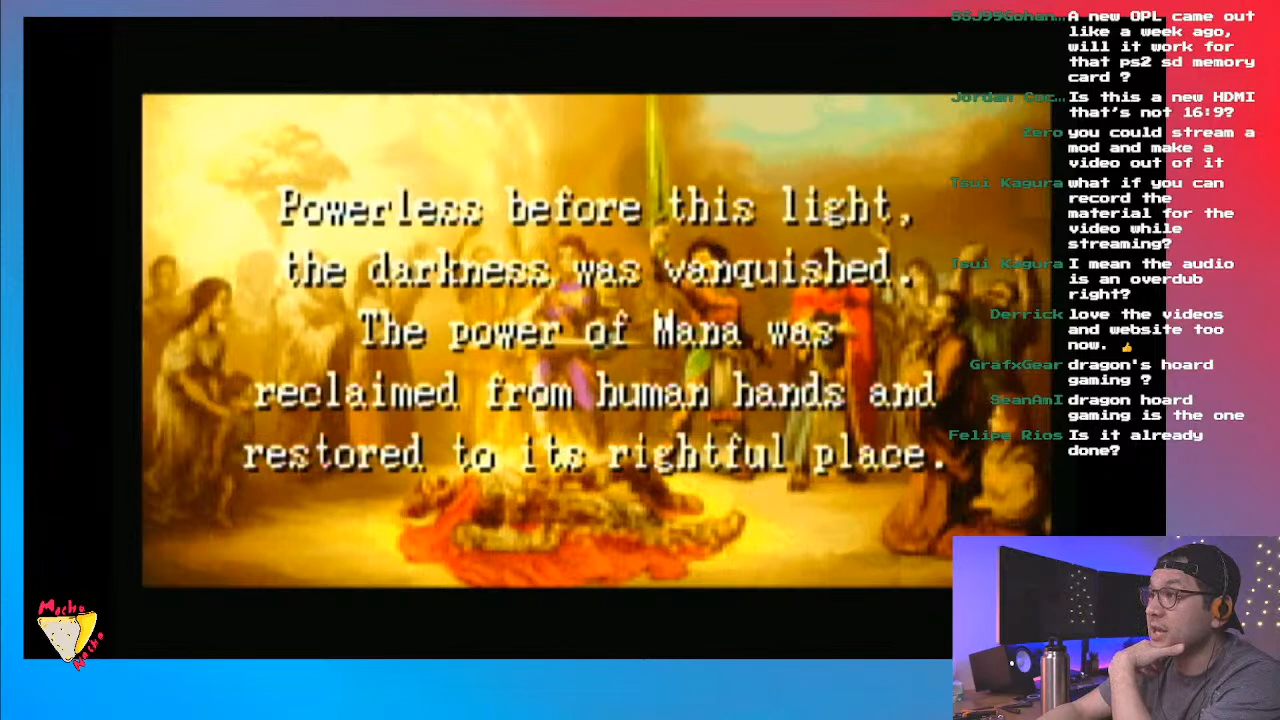 Powerless before this light,
the darkness was vanquished.
The power of Mana was
reclaimed from human hands and
restored to its rightful place.
A new OPL came out
like a week ago,
will it work for
that ps2 sd memory
card ?
Jordan Coc… Is this a new HDMI
that's not 16:9?
Zero you could stream a
mod and make a
video out of it
Tsui Kagura what if you can
record the
material for the
video while
streaming?
Tsui Kagura I mean the audio
is an overdub
right?
Derrick love the videos
and website too
now. 👍
GrafxGear dragon's hoard
gaming ?
SeanAmI dragon hoard
gaming is the one
Felipe Rios Is it already
done?
Mocho
Nacho